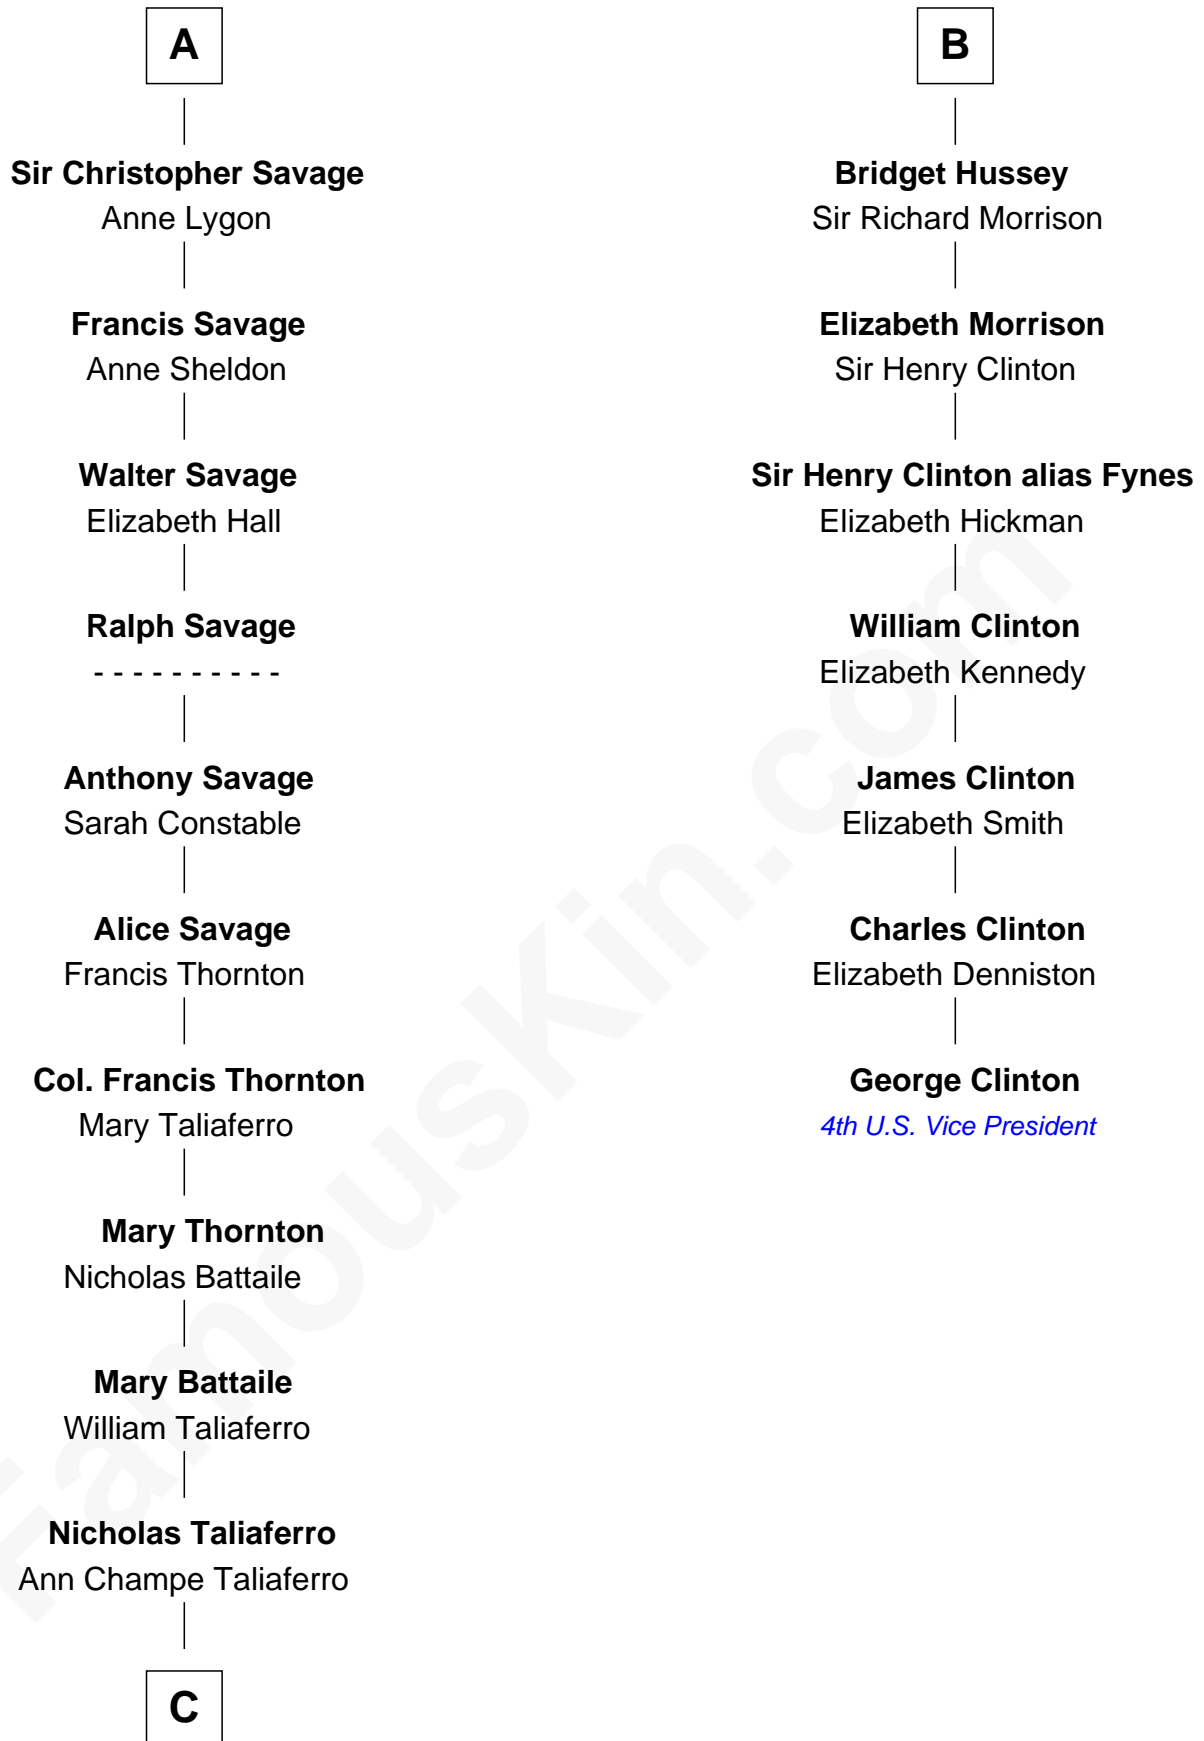 A
Sir Christopher Savage
Anne Lygon
Francis Savage
Anne Sheldon
Walter Savage
Elizabeth Hall
Ralph Savage
- - - - - - - - - -
Anthony Savage
Sarah Constable
Alice Savage
Francis Thornton
Col. Francis Thornton
Mary Taliaferro
Mary Thornton
Nicholas Battaile
Mary Battaile
William Taliaferro
Nicholas Taliaferro
Ann Champe Taliaferro
C
B
Bridget Hussey
Sir Richard Morrison
Elizabeth Morrison
Sir Henry Clinton
Sir Henry Clinton alias Fynes
Elizabeth Hickman
William Clinton
Elizabeth Kennedy
James Clinton
Elizabeth Smith
Charles Clinton
Elizabeth Denniston
George Clinton
4th U.S. Vice President
FamousKin.com